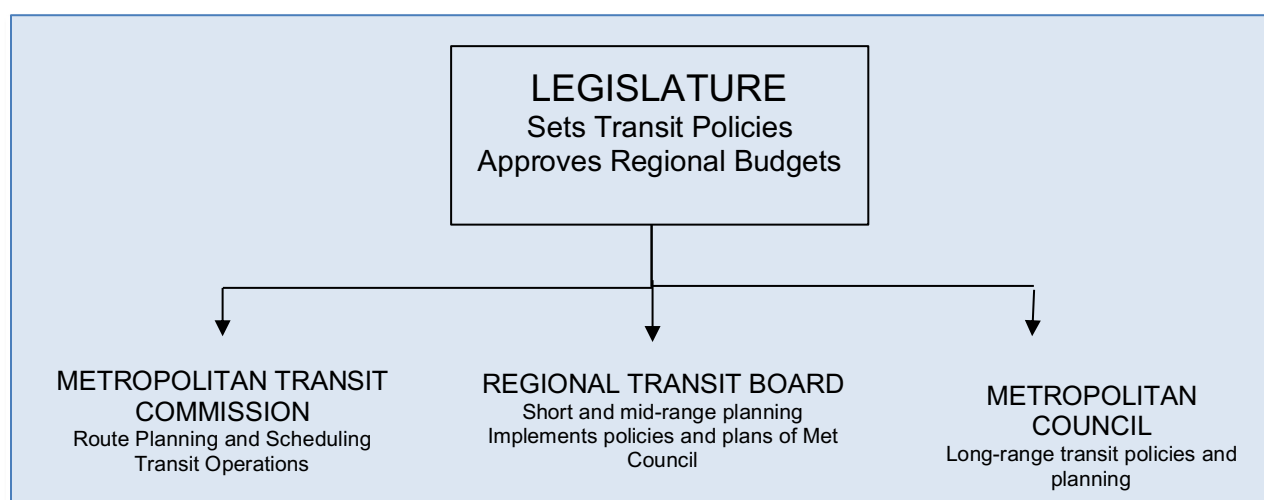 LEGISLATURE
Sets Transit Policies
Approves Regional Budgets
METROPOLITAN TRANSIT
COMMISSION
Route Planning and Scheduling
Transit Operations
REGIONAL TRANSIT BOARD
Short and mid-range planning
Implements policies and plans of Met
Council
METROPOLITAN
COUNCIL
Long-range transit policies and
planning